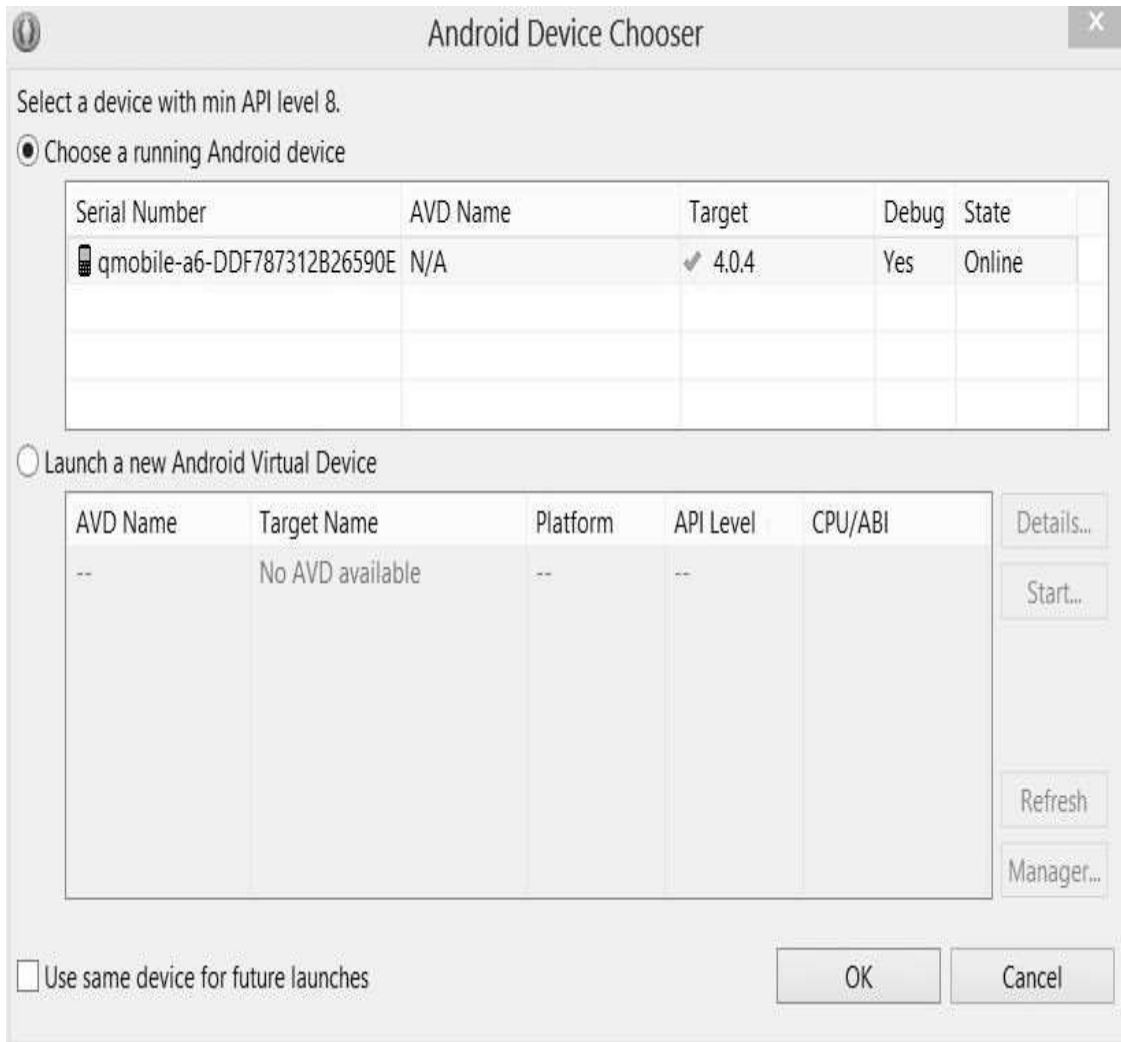 Android Device Chooser
X
Select a device with min API level 8.
Choose a running Android device
Serial Number AVD Name Target Debug State
qmobile-a6-DDF787312B26590E N/A 4.0.4 Yes Online
Launch a new Android Virtual Device
AVD Name Target Name Platform API Level CPU/ABI
-- No AVD available -- --
Details...
Start...
Refresh
Manager...
Use same device for future launches
OK Cancel